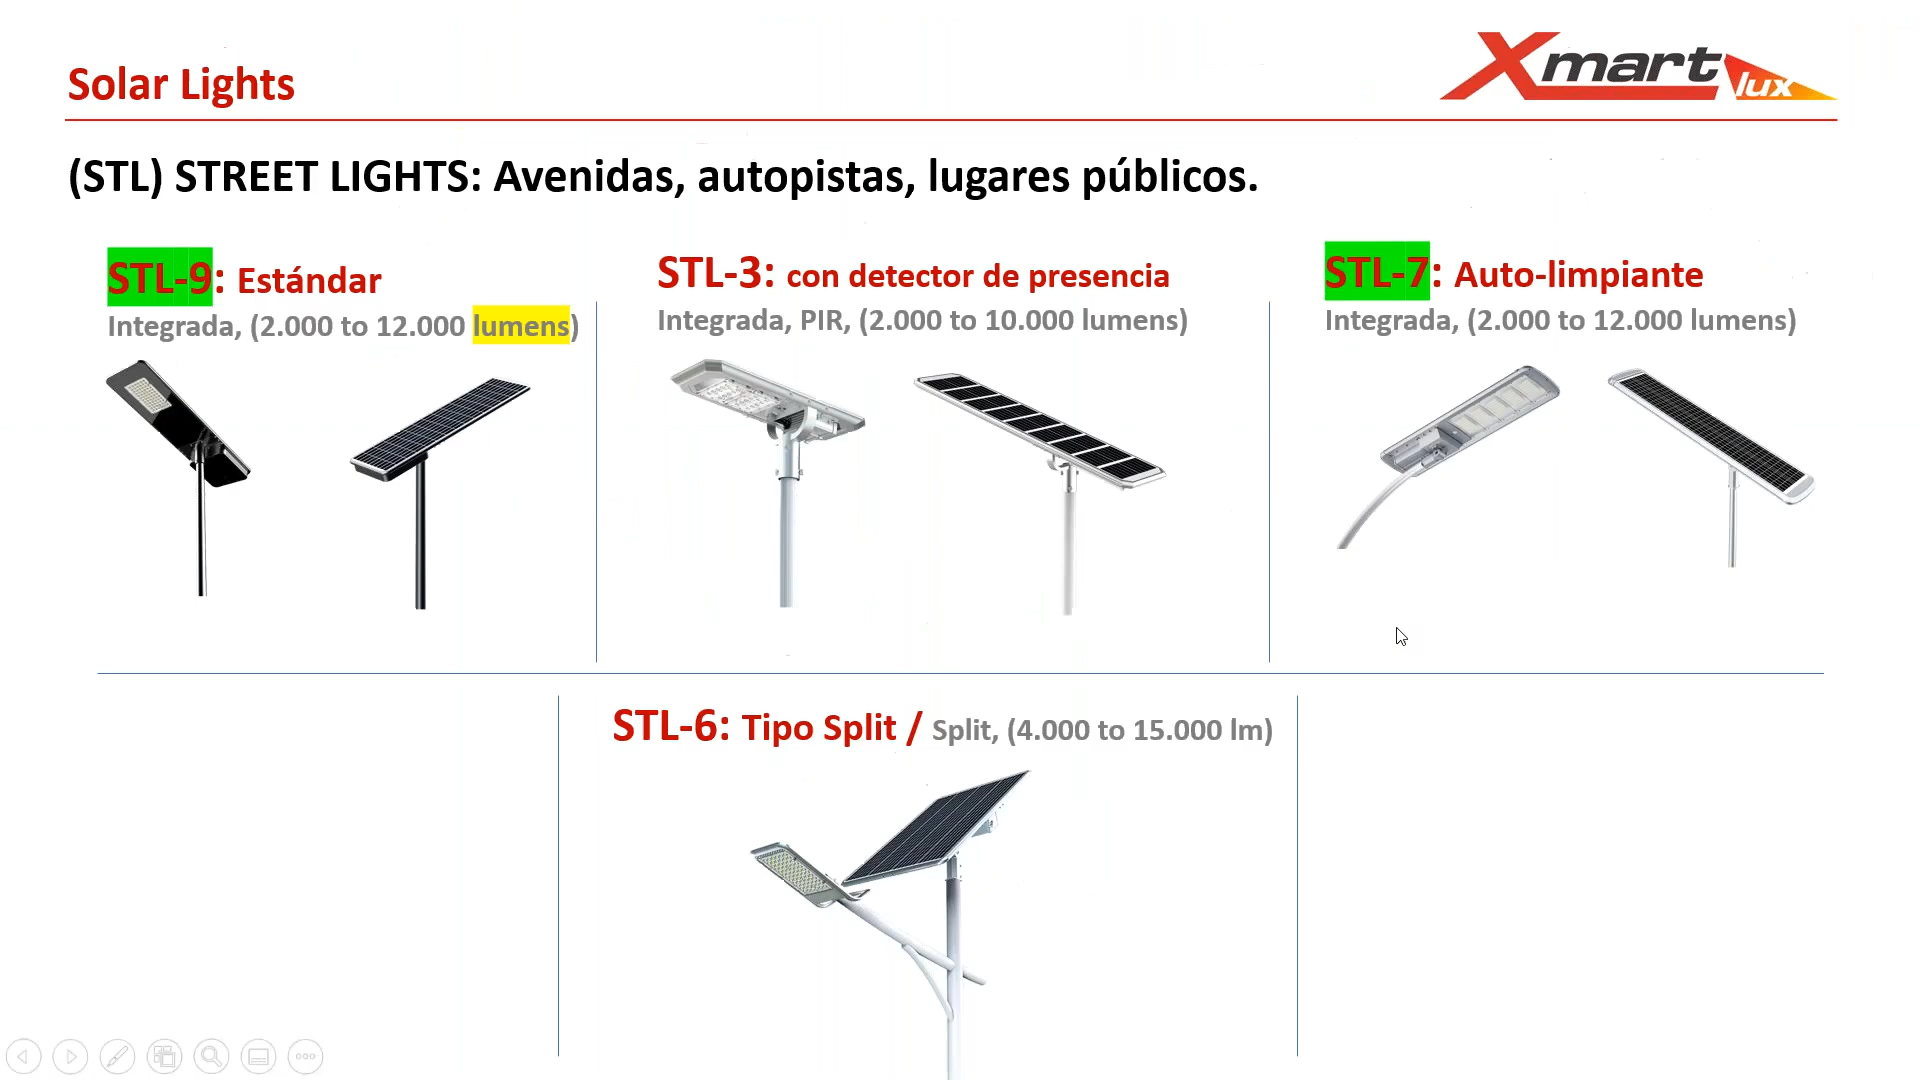 Solar Lights
Xmart lux
(STL) STREET LIGHTS: Avenidas, autopistas, lugares públicos.
STL-9: Estándar
Integrada, (2.000 to 12.000 lumens)
STL-3: con detector de presencia
Integrada, PIR, (2.000 to 10.000 lumens)
STL-7: Auto-limpiante
Integrada, (2.000 to 12.000 lumens)
STL-6: Tipo Split / Split, (4.000 to 15.000 lm)